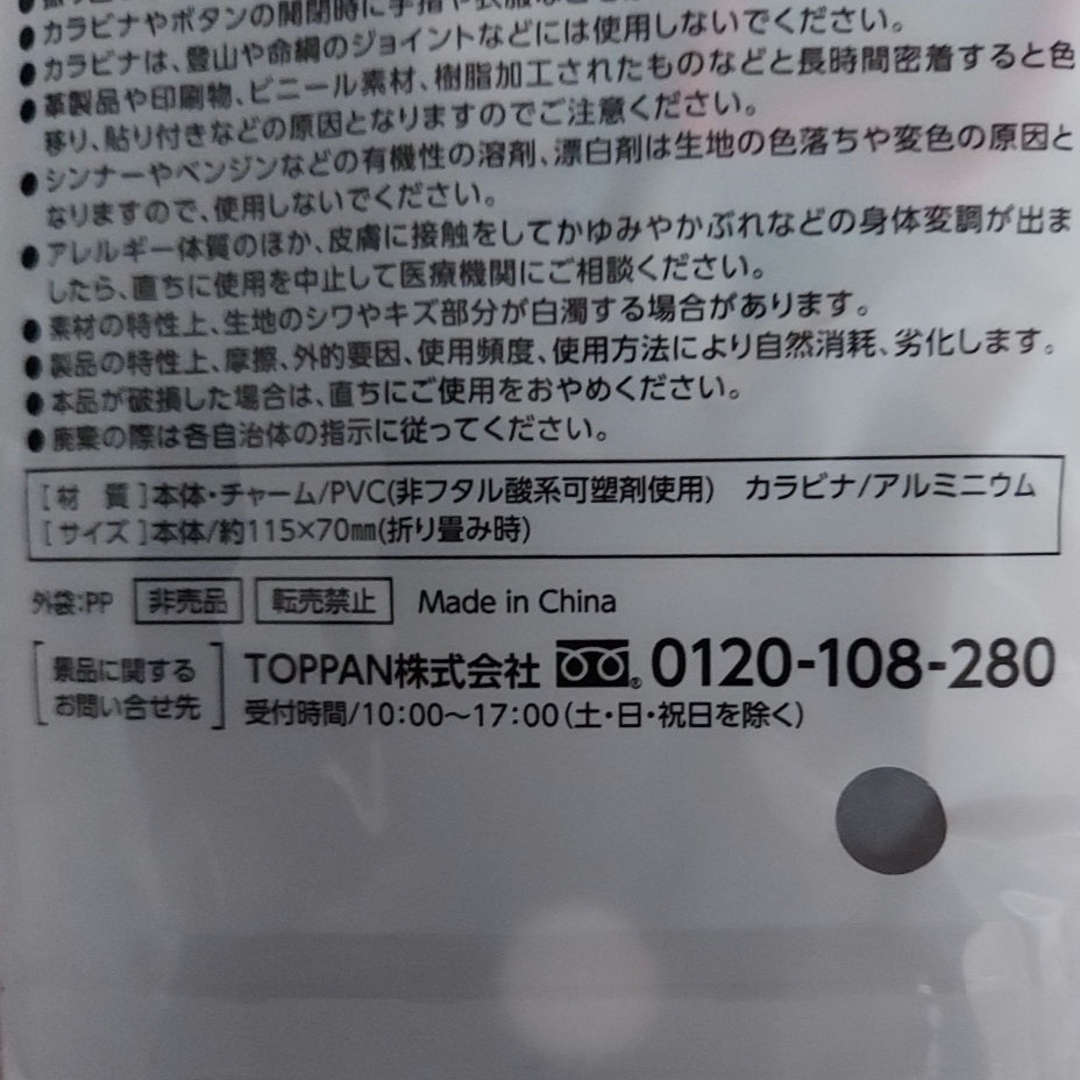 カラビナやボタンの開閉時に手指や衣服など
●カラビナは、登山や命綱のジョイントなどには使用しないでください。
●革製品や印刷物、ビニール素材、樹脂加工されたものなどと長時間密着すると色
移り、貼り付きなどの原因となりますのでご注意ください。
●シンナーやベンジンなどの有機性の溶剤、漂白剤は生地の色落ちや変色の原因と
なりますので、使用しないでください。
●アレルギー体質のほか、皮膚に接触をしてかゆみやかぶれなどの身体変調が出ま
したら、直ちに使用を中止して医療機関にご相談ください。
●素材の特性上、生地のシワやキズ部分が白濁する場合があります。
●製品の特性上、摩擦、外的要因、使用頻度、使用方法により自然消耗、劣化します。
●本品が破損した場合は、直ちにご使用をおやめください。
●廃棄の際は各自治体の指示に従ってください。
[材 質]本体・チャーム/PVC(非フタル酸系可塑剤使用) カラビナ/アルミニウム
[サイズ]本体/約115×70㎜(折り畳み時)
外袋:PP 非売品 転売禁止 Made in China
景品に関する
お問い合せ先
TOPPAN株式会社 ® 0120-108-280
受付時間/10:00〜17:00(土・日・祝日を除く)